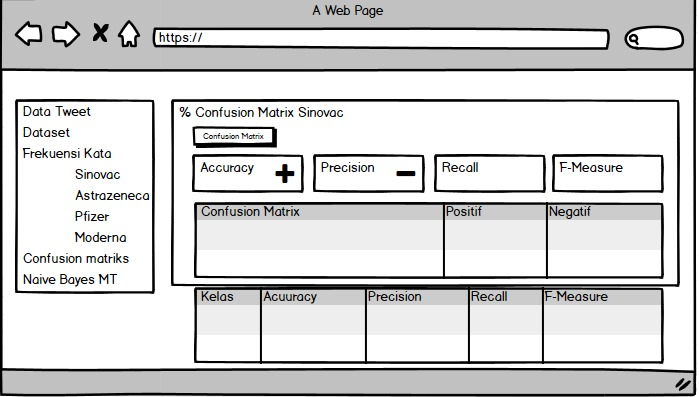 A Web Page
https://
Data Tweet
Dataset
Frekuensi Kata
Sinovac
Astrazeneca
Pfizer
Moderna
Confusion matriks
Naive Bayes MT
% Confusion Matrix Sinovac
Confusion Matrix
Accuracy
Precision
Recall
F-Measure
Confusion Matrix Positif Negatif
Kelas Acuuracy Precision Recall F-Measure